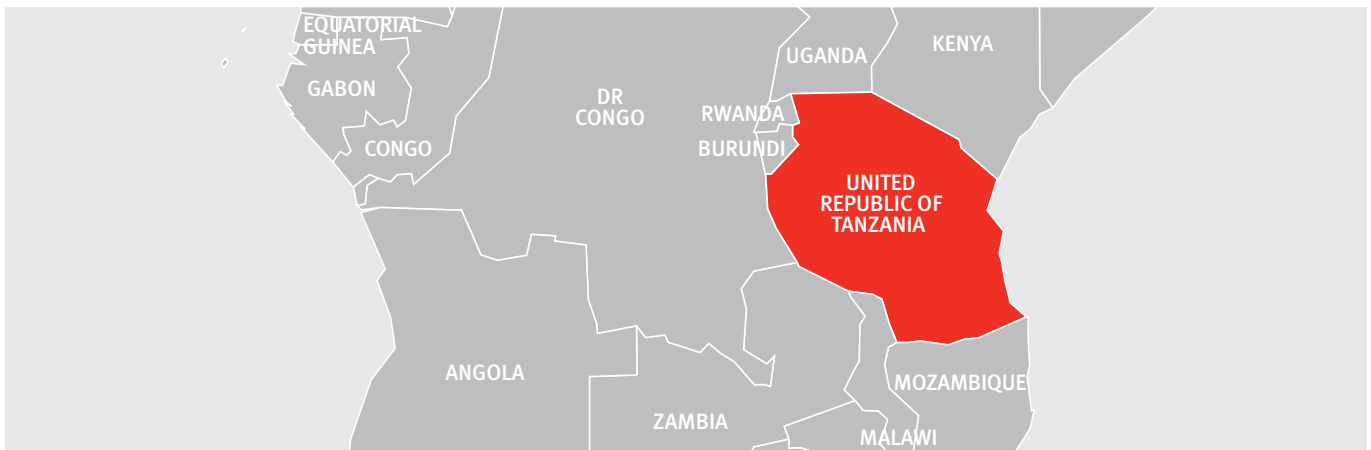 EQUATORIAL
GUINEA
GABON
CONGO
DR
CONGO
UGANDA
KENYA
RWANDA
BURUNDI
UNITED
REPUBLIC OF
TANZANIA
ANGOLA
ZAMBIA
MOZAMBIQUE
MALAWI